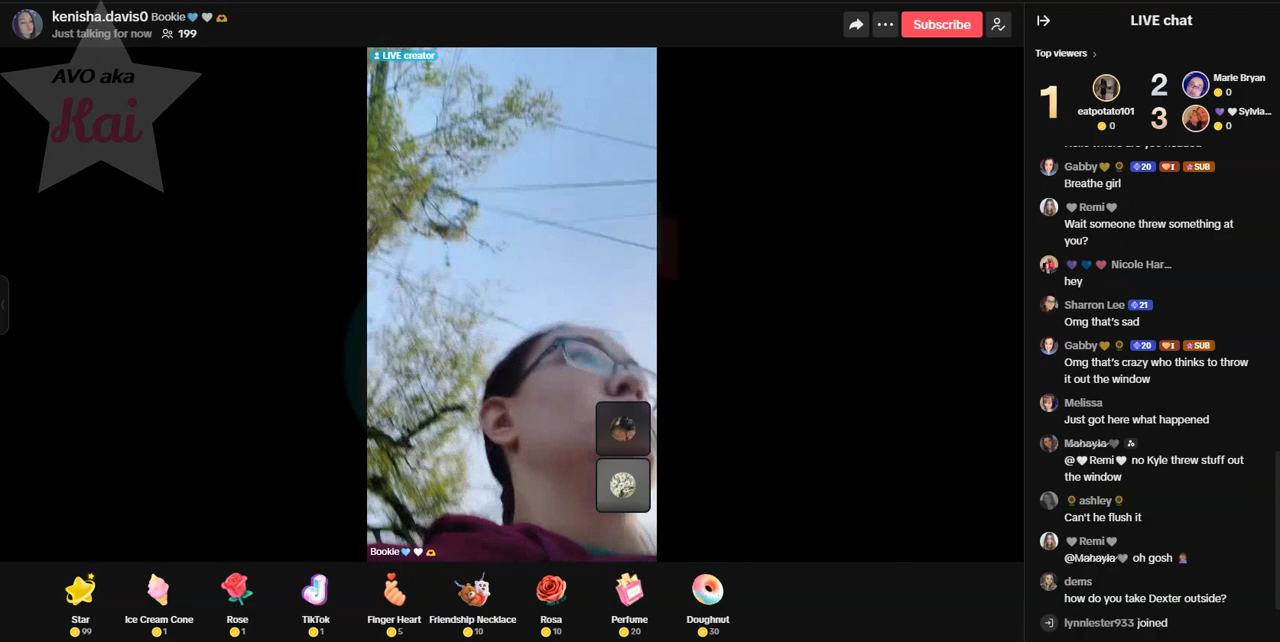 kenisha.davis0 Bookie🩵🤍🫶
Just talking for now 199
Subscribe
AVO aka
Kai
LIVE creator
Bookie🩵🤍🫶
Star
99
Ice Cream Cone
1
Rose
1
TikTok
1
Finger Heart
5
Friendship Necklace
10
Rosa
10
Perfume
20
Doughnut
30
LIVE chat
Top viewers >
1
eatpotato101
0
2
Marie Bryan
0
3
💜🤍Sylvia...
0
Gabby🤎🌻 20 I SUB
Breathe girl
🤍Remi🤍
Wait someone threw something at
you?
💜💙❤️ Nicole Har...
hey
Sharron Lee 21
Omg that's sad
Gabby🤎🌻 20 I SUB
Omg that's crazy who thinks to throw
it out the window
Melissa
Just got here what happened
Mahayla🖤
@🤍Remi🤍 no Kyle threw stuff out
the window
🌻ashley🌻
Can't he flush it
🤍Remi🤍
@Mahayla🖤 oh gosh 🤦🏽‍♀️
dems
how do you take Dexter outside?
lynnlester933 joined